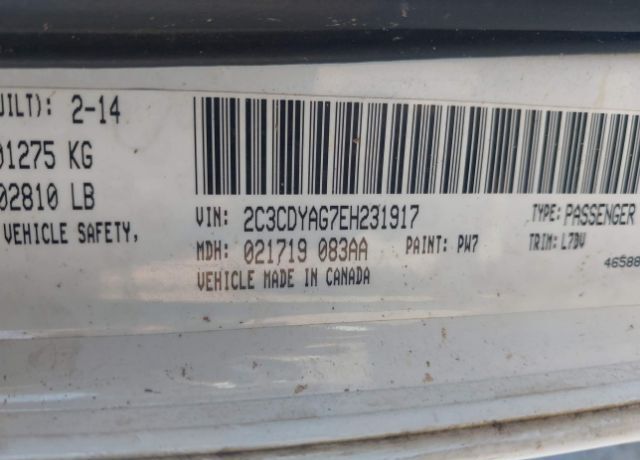 UILT): 2-14
01275 KG
02810 LB
VEHICLE SAFETY,
VIN: 2C3CDYAG7EH231917
TYPE: PASSENGER
MDH: 021719 083AA
PAINT: PW7
TRIM:
VEHICLE MADE IN CANADA
46588